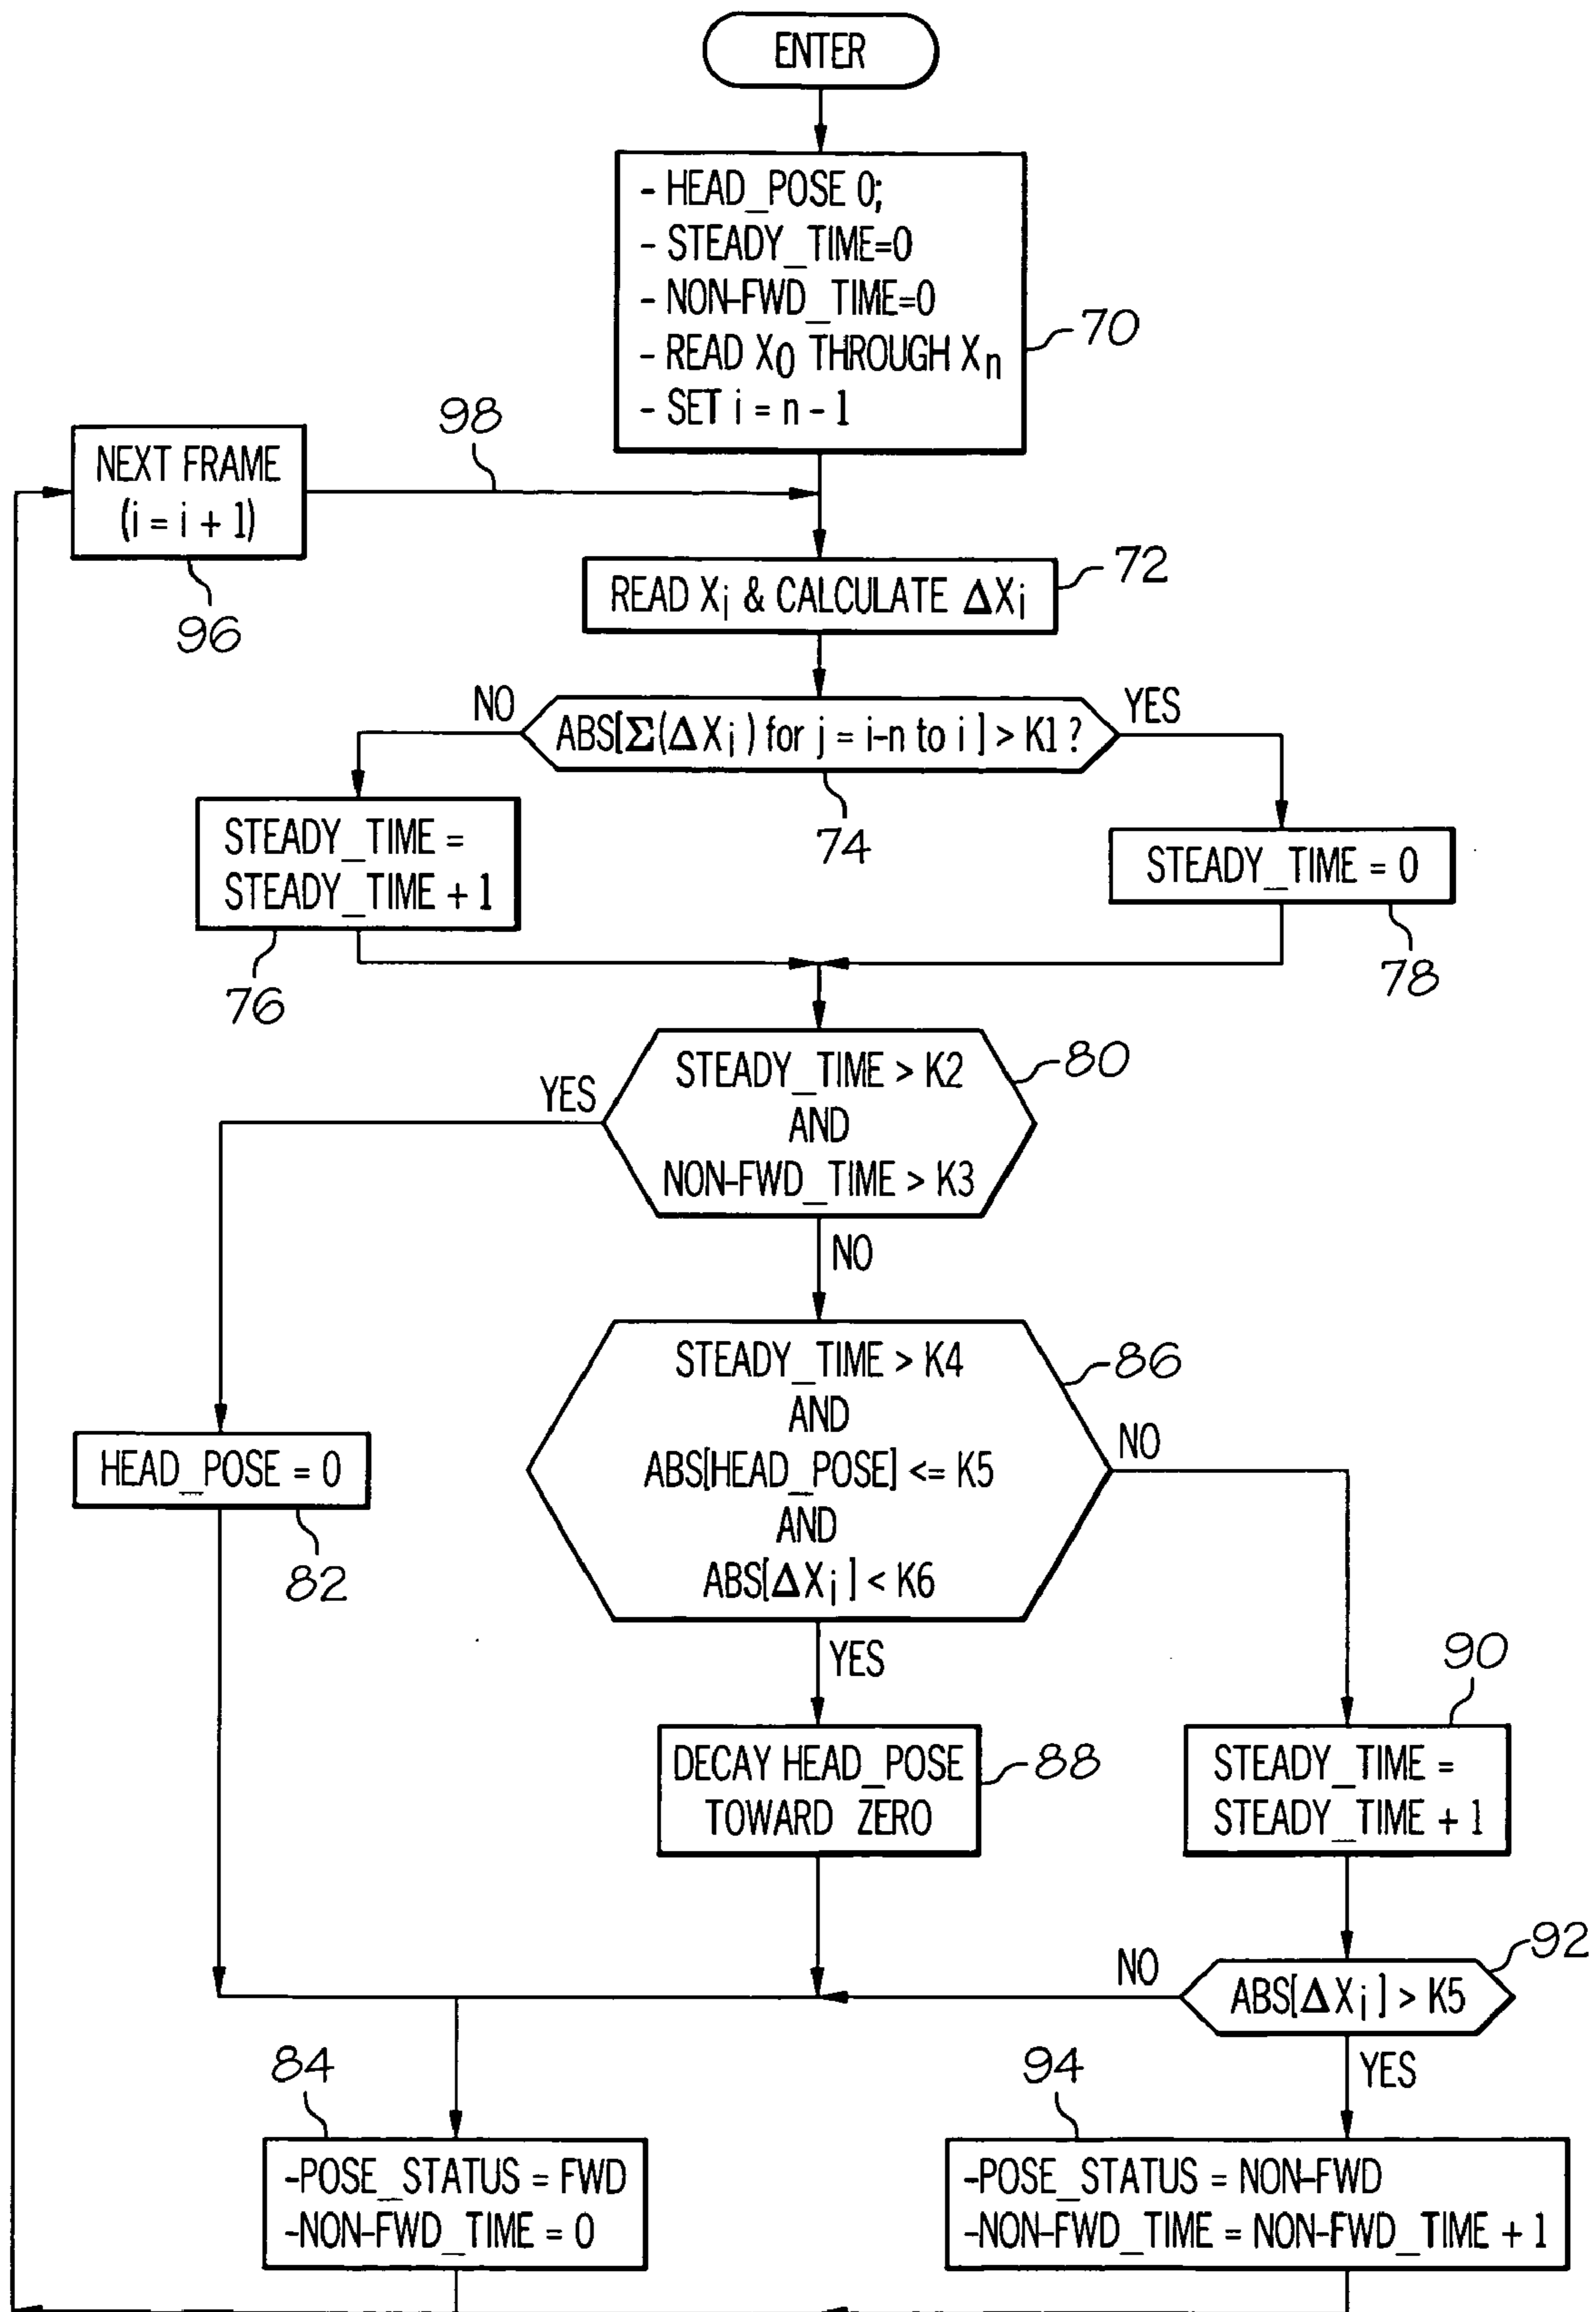 ENTER
- HEAD_POSE 0;
- STEADY_TIME=0
- NON-FWD_TIME=0
- READ X0 THROUGH Xn
- SET i = n - 1
70
98
NEXT FRAME
(i = i + 1)
96
READ Xi & CALCULATE ΔXi
72
NO
ABS[Σ(ΔXi) for j = i-n to i] > K1?
YES
74
STEADY_TIME =
STEADY_TIME + 1
76
STEADY_TIME = 0
78
STEADY_TIME > K2
AND
NON-FWD_TIME > K3
80
YES
NO
STEADY_TIME > K4
AND
ABS[HEAD_POSE] <= K5
AND
ABS[ΔXi] < K6
86
NO
YES
HEAD_POSE = 0
82
DECAY HEAD_POSE
TOWARD ZERO
88
90
STEADY_TIME =
STEADY_TIME + 1
92
NO
ABS[ΔXi] > K5
YES
84
-POSE_STATUS = FWD
-NON-FWD_TIME = 0
94
-POSE_STATUS = NON-FWD
-NON-FWD_TIME = NON-FWD_TIME + 1